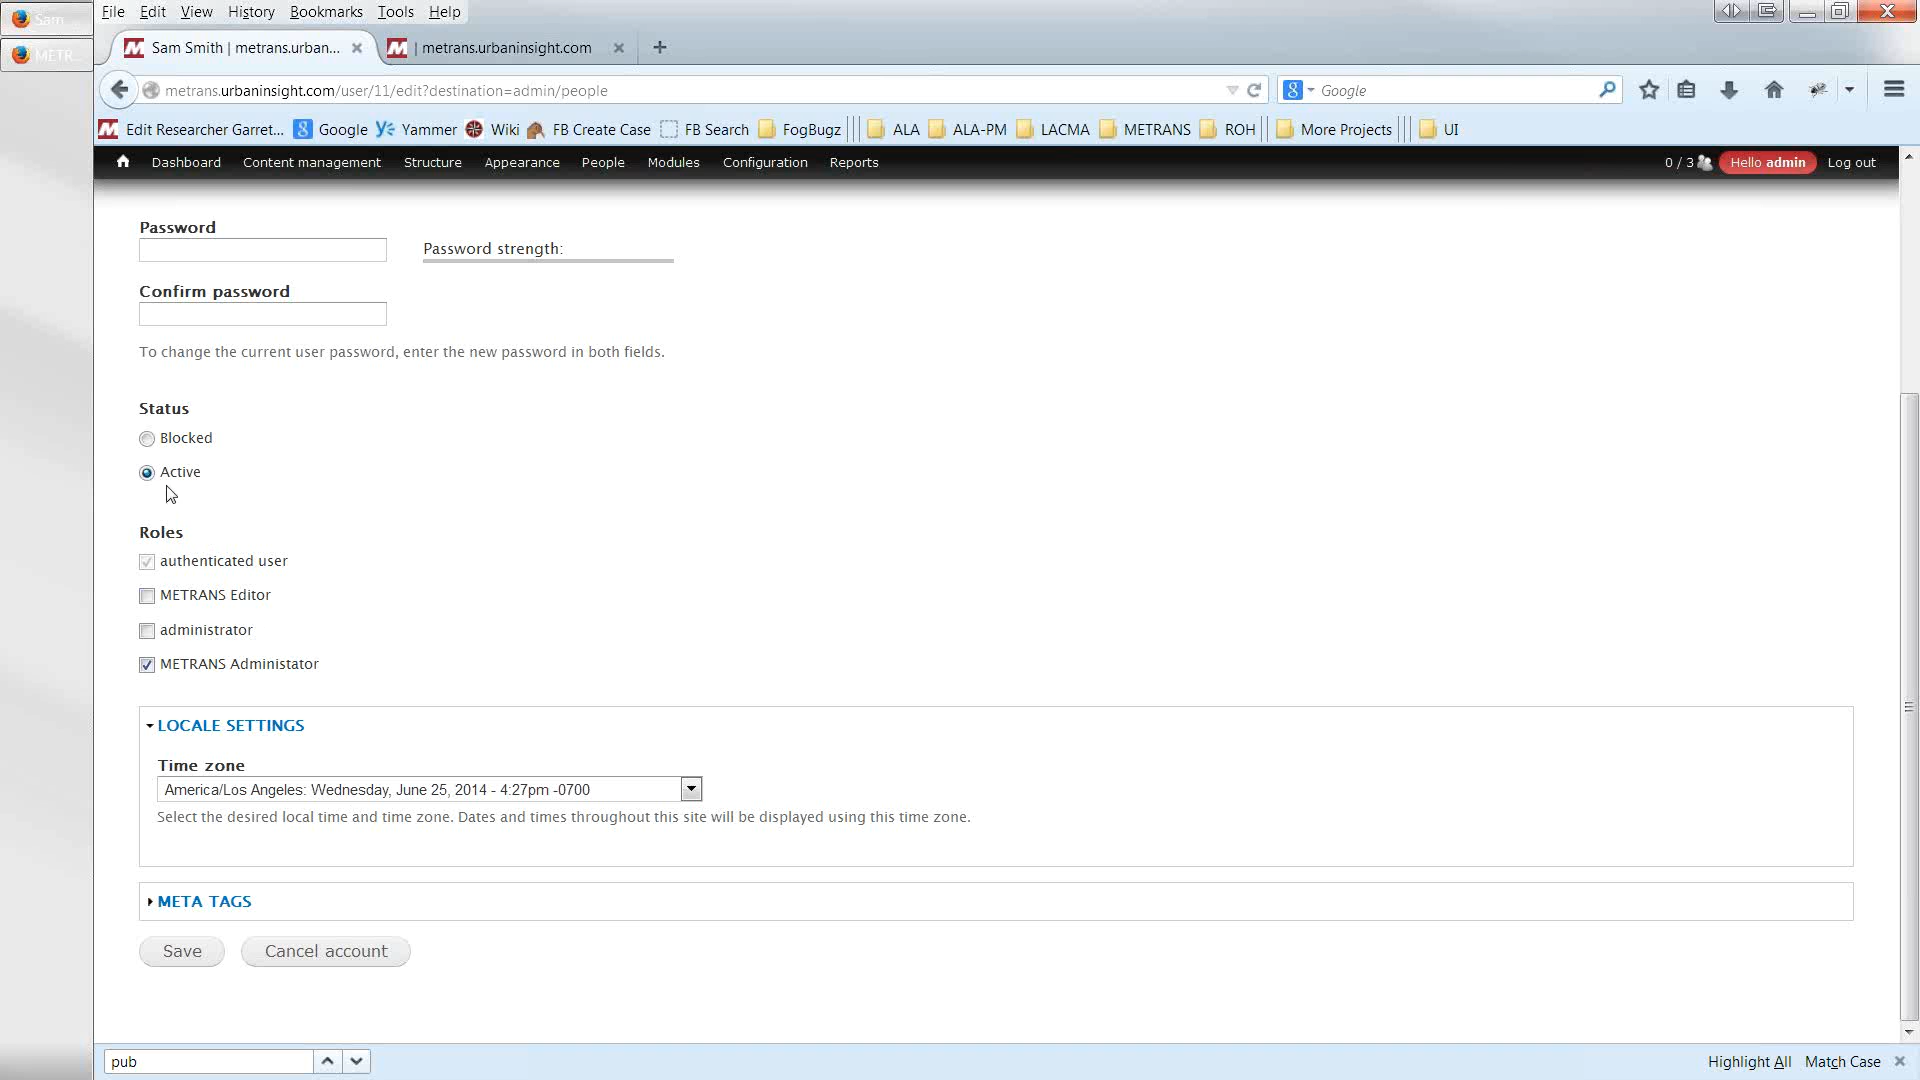 Sam
METR
File Edit View History Bookmarks Tools Help
Sam Smith | metrans.urban... | metrans.urbaninsight.com
metrans.urbaninsight.com/user/11/edit?destination=admin/people Google
Edit Researcher Garret... Google Yammer Wiki FB Create Case FB Search FogBugz ALA ALA-PM LACMA METRANS ROH More Projects UI
Dashboard Content management Structure Appearance People Modules Configuration Reports 0 / 3 Hello admin Log out
Password
Password strength:
Confirm password
To change the current user password, enter the new password in both fields.
Status
Blocked
Active
Roles
authenticated user
METRANS Editor
administrator
METRANS Administator
LOCALE SETTINGS
Time zone
America/Los Angeles: Wednesday, June 25, 2014 - 4:27pm -0700
Select the desired local time and time zone. Dates and times throughout this site will be displayed using this time zone.
META TAGS
Save Cancel account
pub Highlight All Match Case